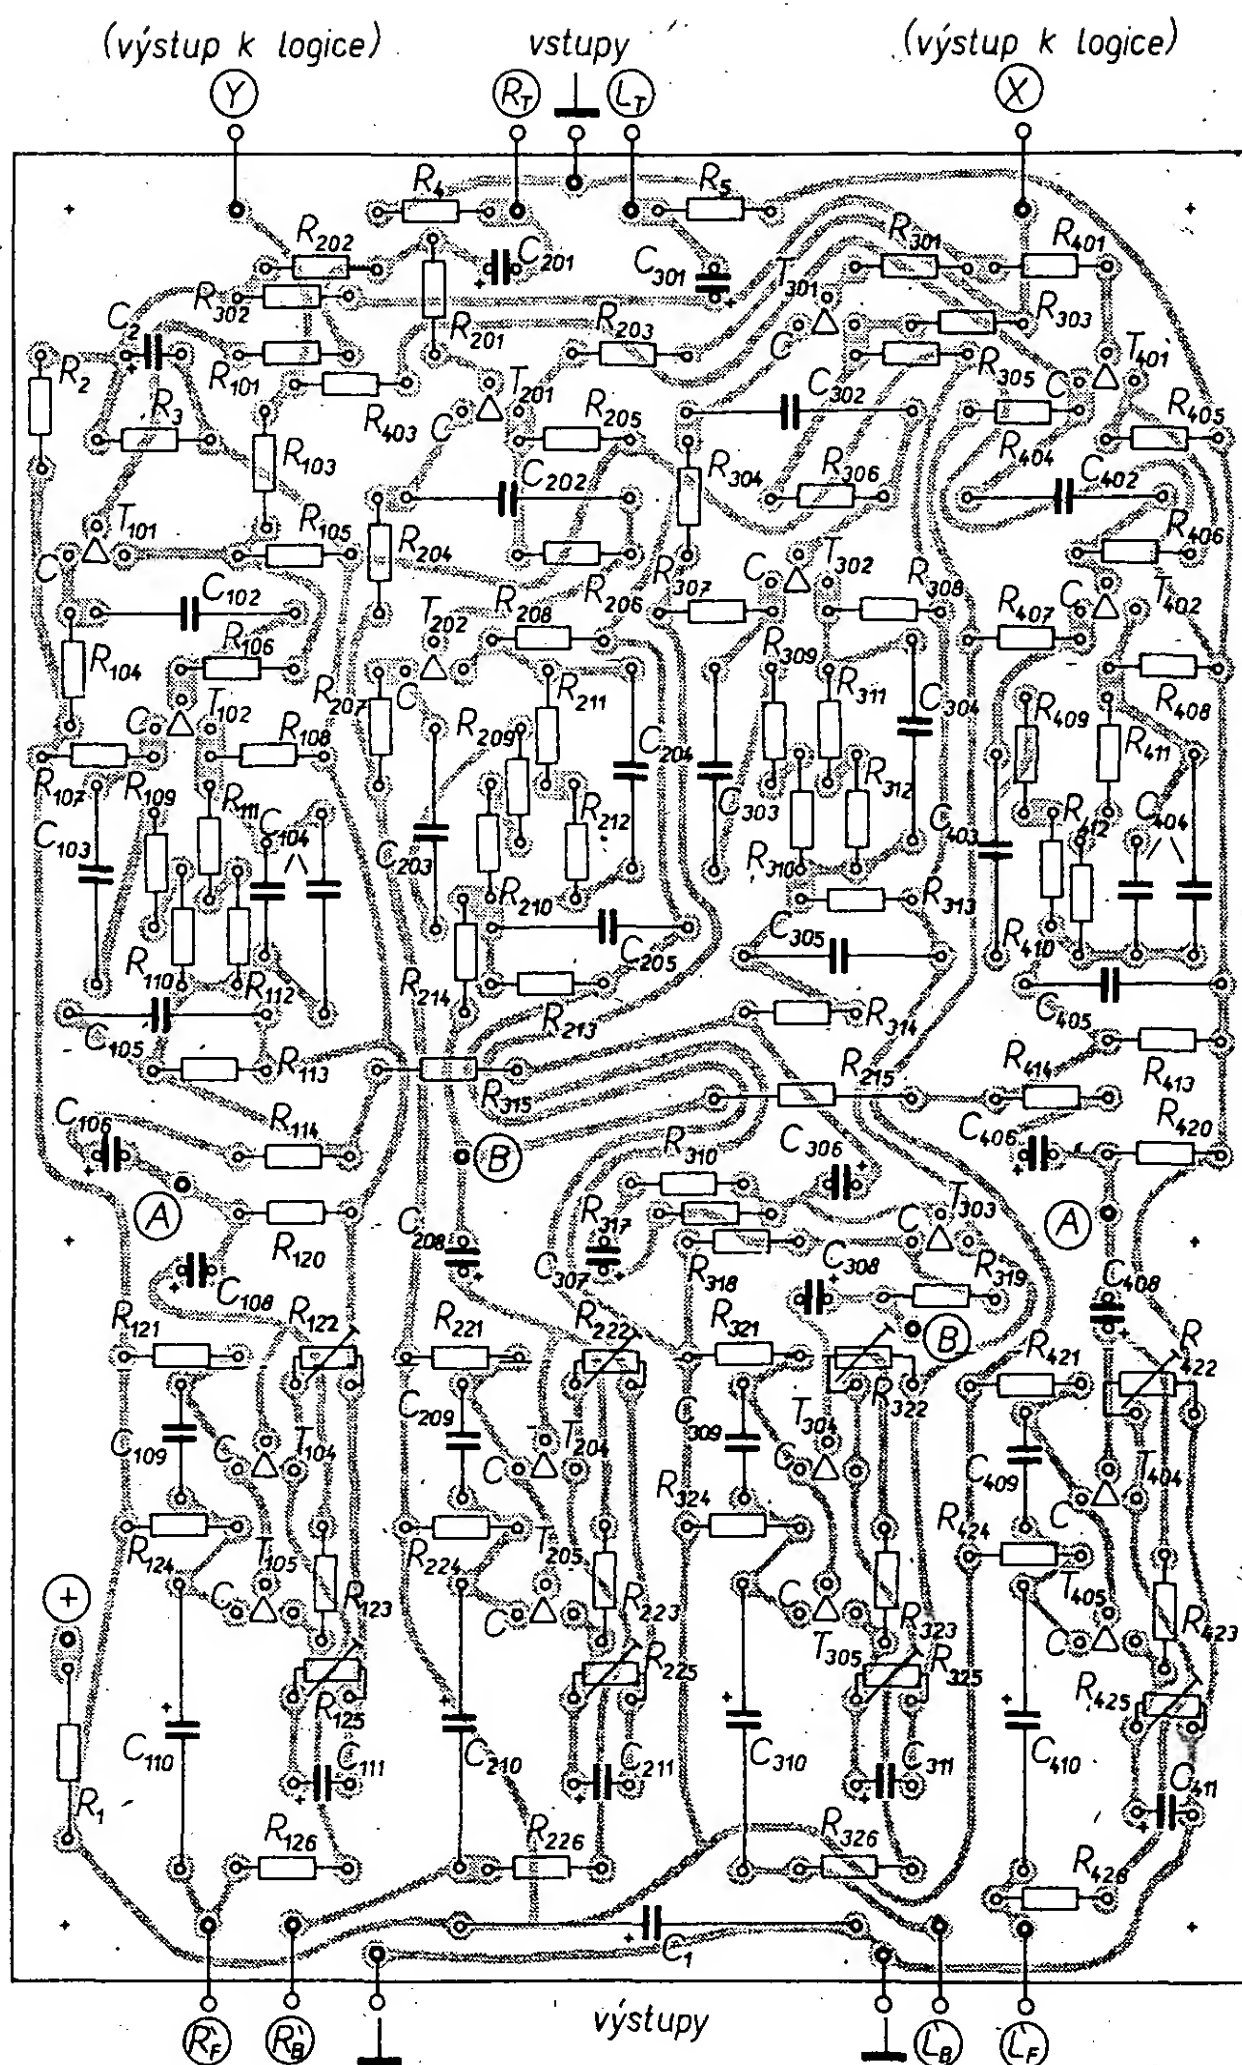 (výstup k logice) vstupy (výstup k logice)
Y R_T L_T X
R4 R5
R202 C201 C301 T301 R301 R401
R302 R201 R203 C R303
C2 R2 R101 T201 C302 R305 C T401
R3 R403 C R205 R405
R103 C202 R304 R306 R404 C402
T101 R105 R204 R406
C C102 T202 R208 R206 R307 C T302 R308 R407 C T402
R106 R104 R207 C R211 R309 R311 R409 R408
C T102 R108 R209 C204 C304 R411
R107 R109 R111 C104 R212 C303 R312 C403 R412 C404
C103 C203 R310
R110 R112 R210 C205 C305 R313 R410
C105 R214 R213 R314 C405
R113 R315 R215 R414 R413
C106 R114 B R310 C306 C406 R420
A R120 C208 R317 C T303 A
C108 C307 R318 C308 R319 C408
R121 R122 R221 R222 R321 B R421 R422
C109 C T104 C209 C T204 C309 T304 C R322 C409 T404 C
R124 T105 R224 T205 R324 R424 T405
+ C R123 C R223 C R323 C R423
R125 R225 T305 R325 R425
R1 C110 C111 C210 C211 C310 C311 C410 C411
R126 R226 R326 R426
C1
R'F R'B výstupy L'B L'F